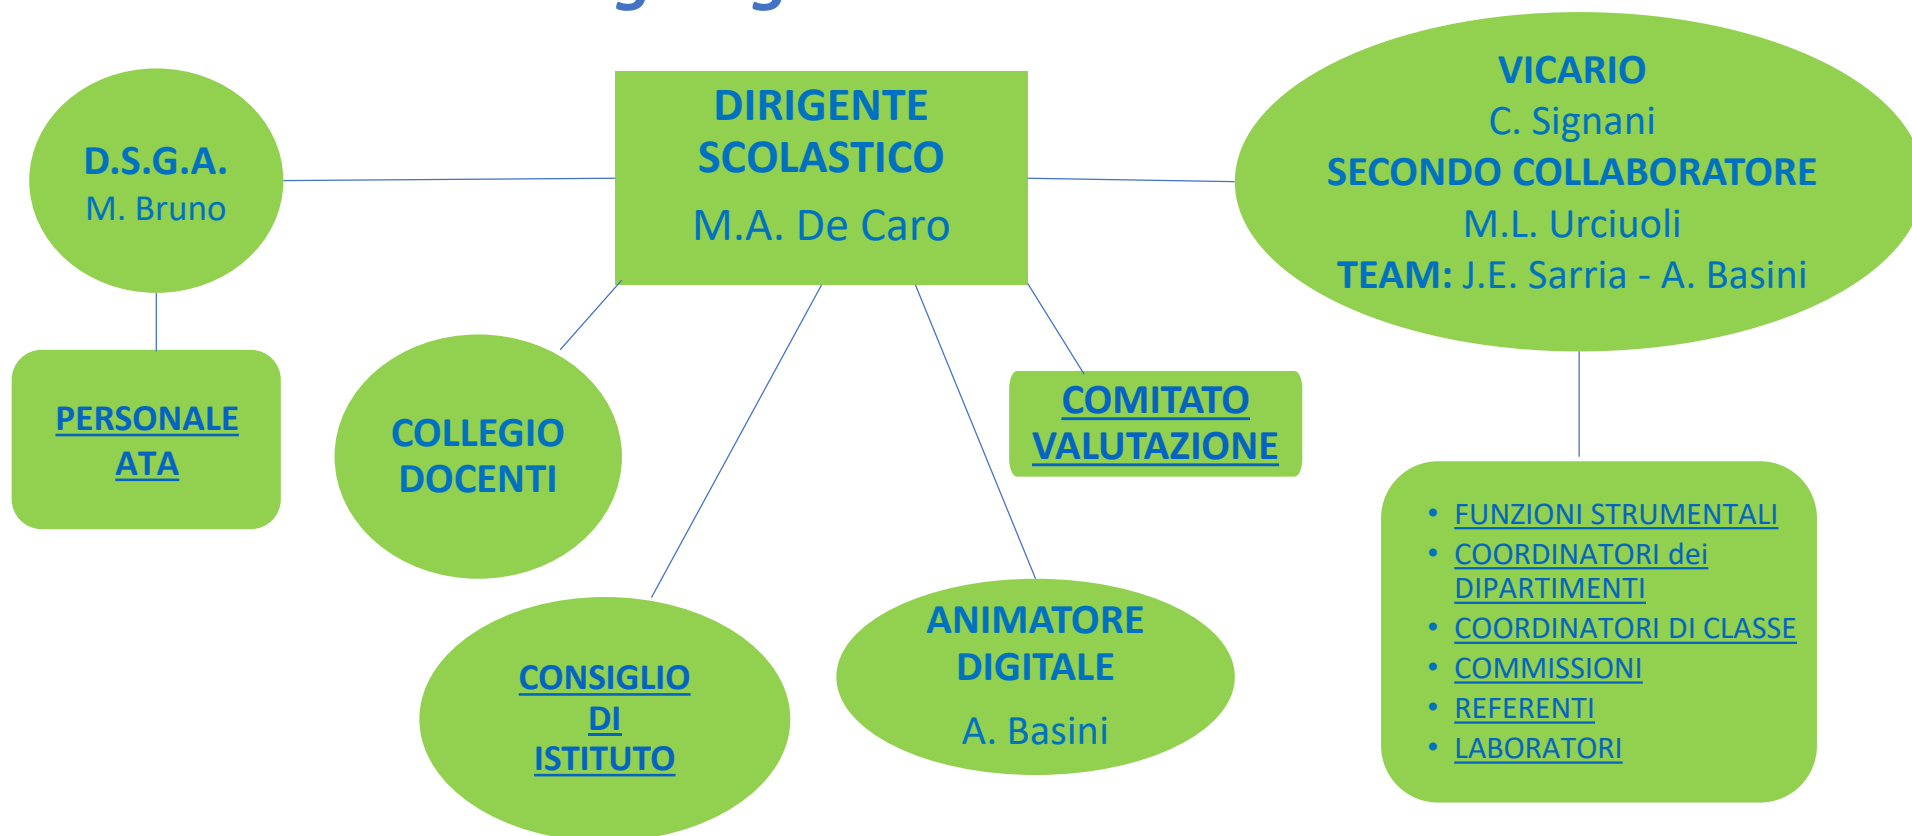 DIRIGENTE
SCOLASTICO
M.A. De Caro
D.S.G.A.
M. Bruno
VICARIO
C. Signani
SECONDO COLLABORATORE
M.L. Urciuoli
TEAM: J.E. Sarria - A. Basini
PERSONALE
ATA
COLLEGIO
DOCENTI
COMITATO
VALUTAZIONE
CONSIGLIO
DI
ISTITUTO
ANIMATORE
DIGITALE
A. Basini
• FUNZIONI STRUMENTALI
• COORDINATORI dei
DIPARTIMENTI
• COORDINATORI DI CLASSE
• COMMISSIONI
• REFERENTI
• LABORATORI